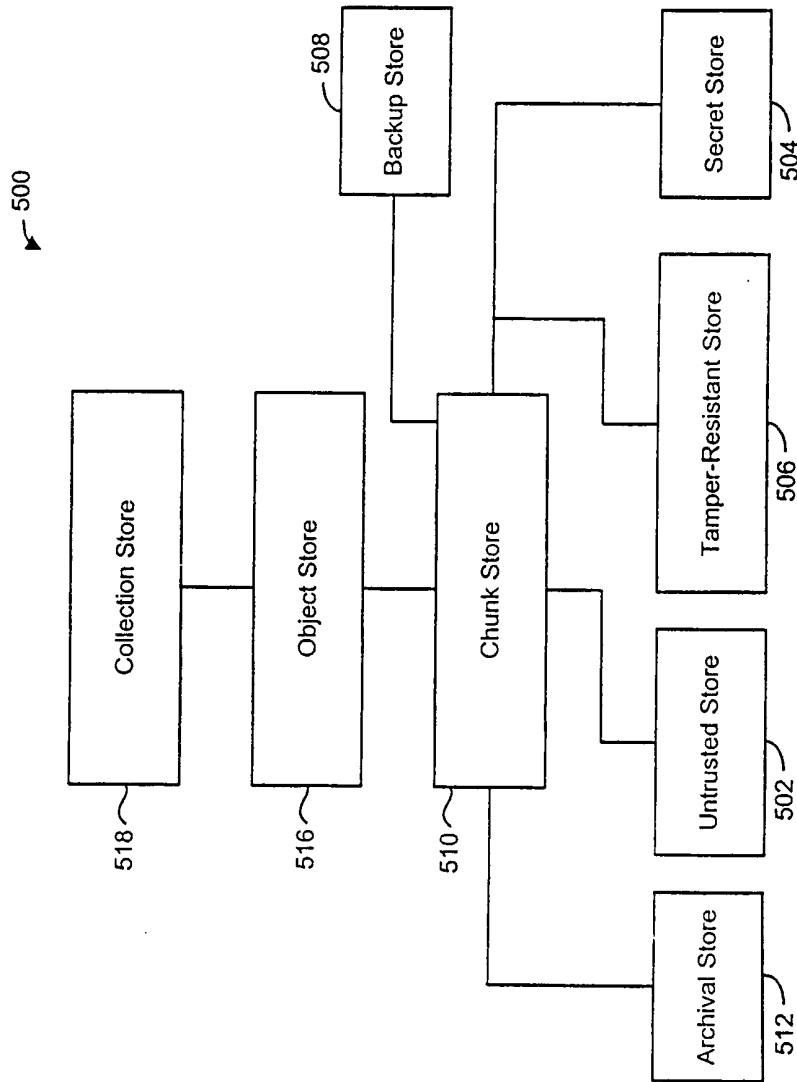 500
Collection Store
518
Object Store
516
508
Backup Store
Chunk Store
510
Archival Store
512
Untrusted Store
502
Tamper-Resistant Store
506
Secret Store
504